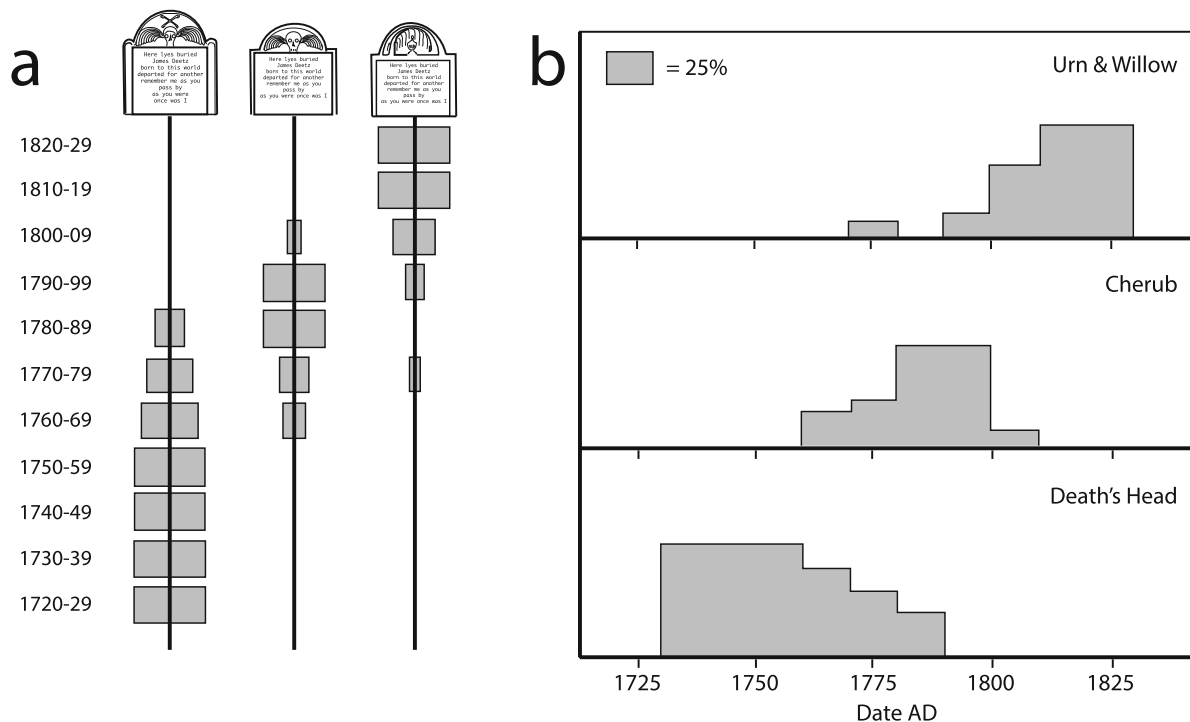 a
Here lyes buried
James Deetz
born to this world
departed for another
remember me as you
pass by
as you were
once was I
Here lyes buried
James Deetz
born to this world
departed for another
remember me as you
pass by
as you were
once was I
Here lyes buried
James Deetz
born to this world
departed for another
remember me as you
pass by
as you were
once was I
1820-29
1810-19
1800-09
1790-99
1780-89
1770-79
1760-69
1750-59
1740-49
1730-39
1720-29
b
= 25%
Urn & Willow
Cherub
Death’s Head
1725 1750 1775 1800 1825
Date AD